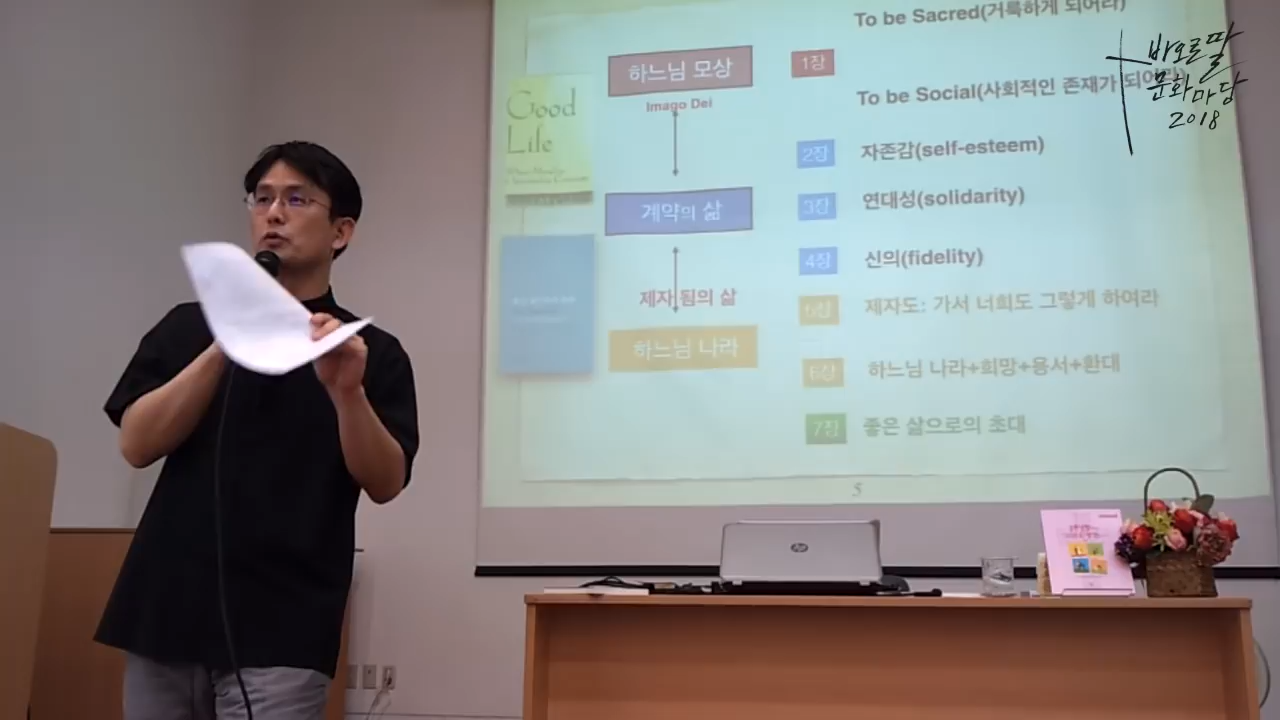 To be Sacred(거룩하게 되어라)
하느님 모상
1장
Imago Dei
To be Social(사회적인 존재가 되어라)
Good
Life
2장
자존감(self-esteem)
계약의 삶
3장
연대성(solidarity)
4장
신의(fidelity)
제자됨의 삶
제자도: 가서 너희도 그렇게 하여라
하느님 나라
하느님 나라+희망+용서+환대
7장
좋은 삶으로의 초대
5
hp
바오로딸
문화마당
2018